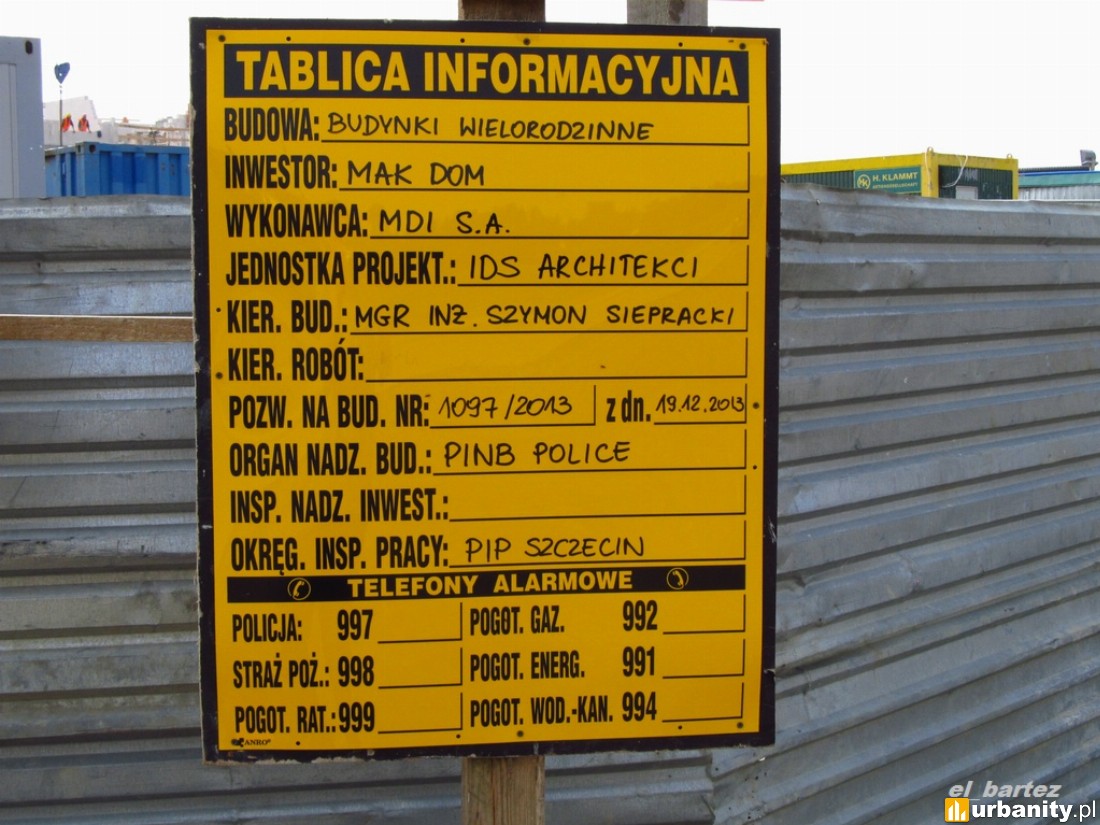 TABLICA INFORMACYJNA
BUDOWA: BUDYNKI WIELORODZINNE
INWESTOR: MAK DOM
WYKONAWCA: MDI S.A.
JEDNOSTKA PROJEKT.: IDS ARCHITEKCI
KIER. BUD.: MGR INŻ. SZYMON SIEPRACKI
KIER. ROBÓT:
POZW. NA BUD. NR: 1097/2013 z dn. 19.12.2013
ORGAN NADZ. BUD.: PINB POLICE
INSP. NADZ. INWEST.:
OKRĘG. INSP. PRACY: PIP SZCZECIN
TELEFONY ALARMOWE
POLICJA: 997 POGOT. GAZ. 992
STRAŻ POŻ.: 998 POGOT. ENERG. 991
POGOT. RAT.: 999 POGOT. WOD.-KAN. 994
ANRO
H. KLAMMT
el_bartez
urbanity.pl